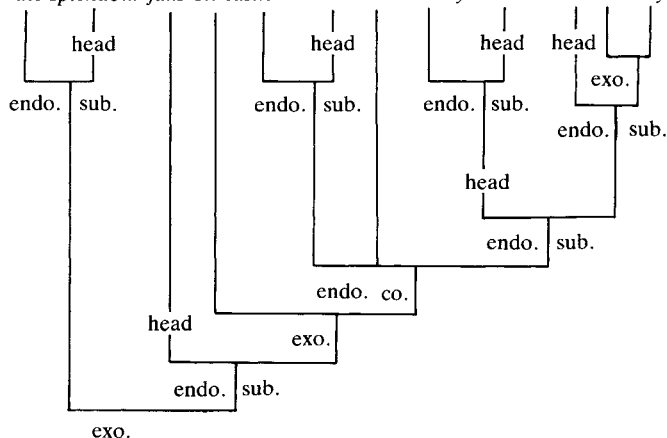 head head head head
exo.
endo. sub. endo. sub. endo. sub.
endo. sub.
head
endo. sub.
endo. co.
head
exo.
endo. sub.
exo.